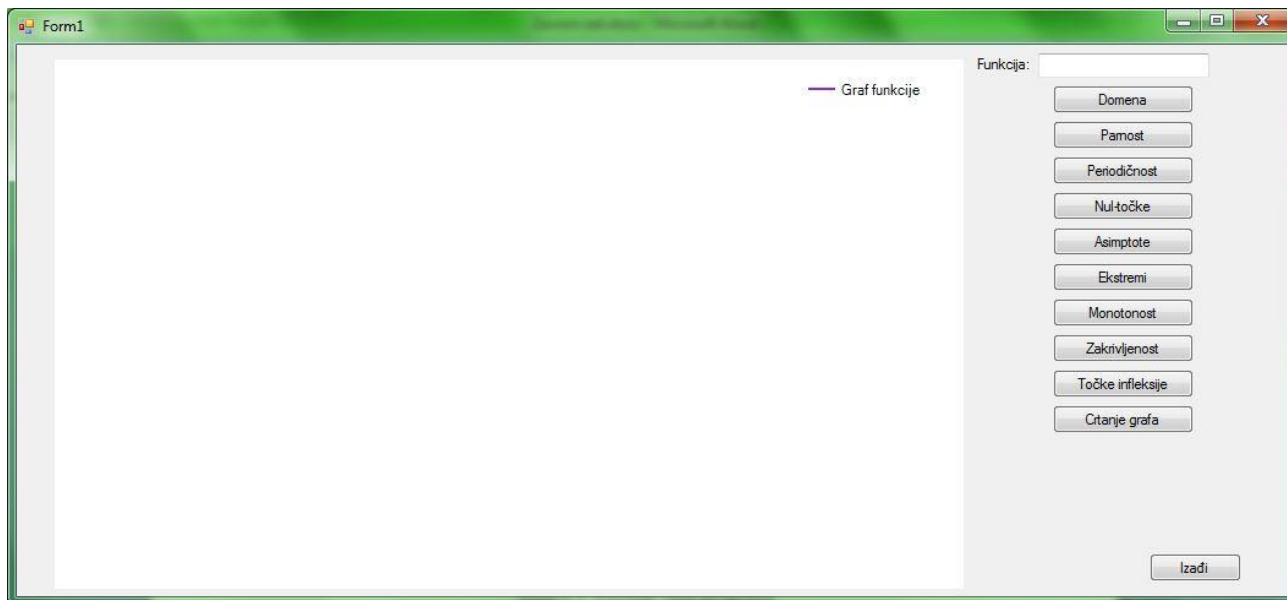 Form1
Funkcija:
Graf funkcije
Domena
Parnost
Periodičnost
Nul-točke
Asimptote
Ekstremi
Monotonost
Zakrivljenost
Točke infleksije
Crtanje grafa
Izađi